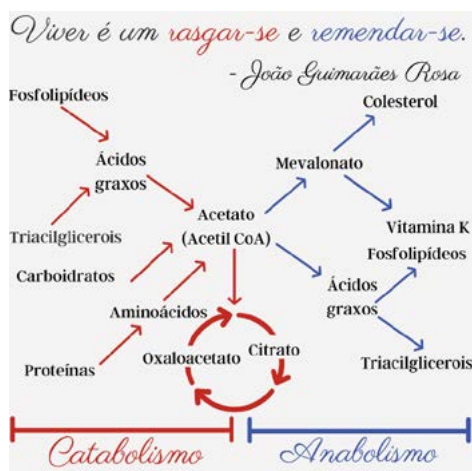 Viver é um rasgar-se e remendar-se.
- João Guimarães Rosa
Fosfolipídeos
Colesterol
Ácidos
graxos
Mevalonato
Triacilglicerois
Acetato
(Acetil CoA)
Vitamina K
Carboidratos
Fosfolipídeos
Aminoácidos
Ácidos
graxos
Oxaloacetato
Citrato
Proteínas
Triacilglicerois
Catabolismo
Anabolismo